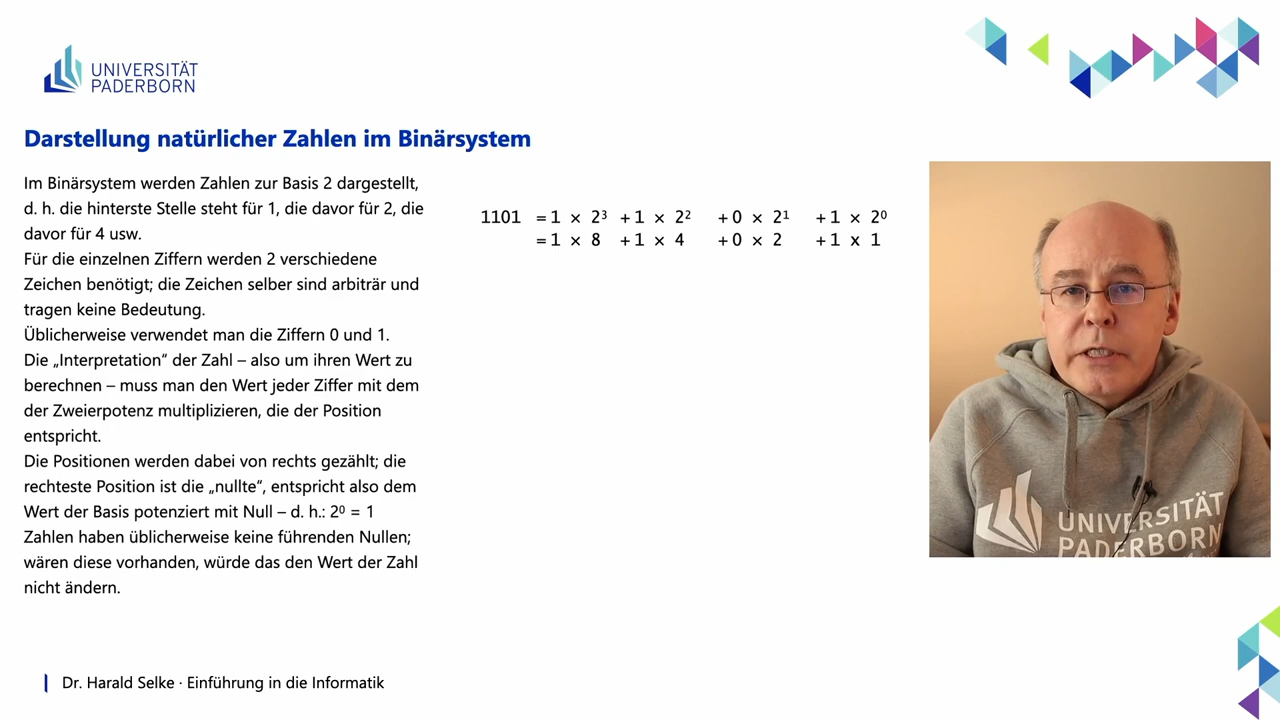 UNIVERSITÄT
PADERBORN
Darstellung natürlicher Zahlen im Binärsystem
Im Binärsystem werden Zahlen zur Basis 2 dargestellt,
d. h. die hinterste Stelle steht für 1, die davor für 2, die
davor für 4 usw.
Für die einzelnen Ziffern werden 2 verschiedene
Zeichen benötigt; die Zeichen selber sind arbiträr und
tragen keine Bedeutung.
Üblicherweise verwendet man die Ziffern 0 und 1.
Die „Interpretation“ der Zahl – also um ihren Wert zu
berechnen – muss man den Wert jeder Ziffer mit dem
der Zweierpotenz multiplizieren, die der Position
entspricht.
Die Positionen werden dabei von rechts gezählt; die
rechteste Position ist die „nullte“, entspricht also dem
Wert der Basis potenziert mit Null – d. h.: 2⁰ = 1
Zahlen haben üblicherweise keine führenden Nullen;
wären diese vorhanden, würde das den Wert der Zahl
nicht ändern.
1101 = 1 × 2³ + 1 × 2² + 0 × 2¹ + 1 × 2⁰
= 1 × 8 + 1 × 4 + 0 × 2 + 1 x 1
UNIVERSITÄT
PADERBORN
Dr. Harald Selke · Einführung in die Informatik